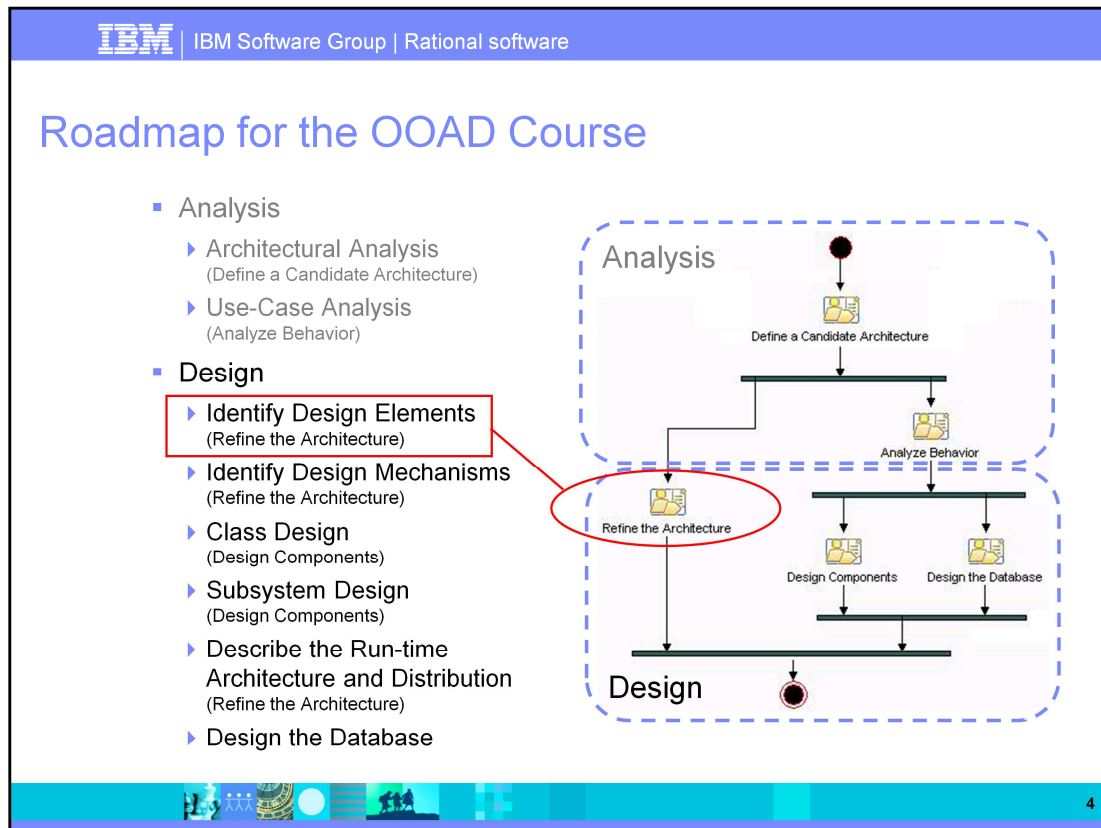 IBM | IBM Software Group | Rational software
Roadmap for the OOAD Course
Analysis
Architectural Analysis
(Define a Candidate Architecture)
Use-Case Analysis
(Analyze Behavior)
Design
Identify Design Elements
(Refine the Architecture)
Identify Design Mechanisms
(Refine the Architecture)
Class Design
(Design Components)
Subsystem Design
(Design Components)
Describe the Run-time
Architecture and Distribution
(Refine the Architecture)
Design the Database
Analysis
Define a Candidate Architecture
Analyze Behavior
Refine the Architecture
Design Components
Design the Database
Design
4